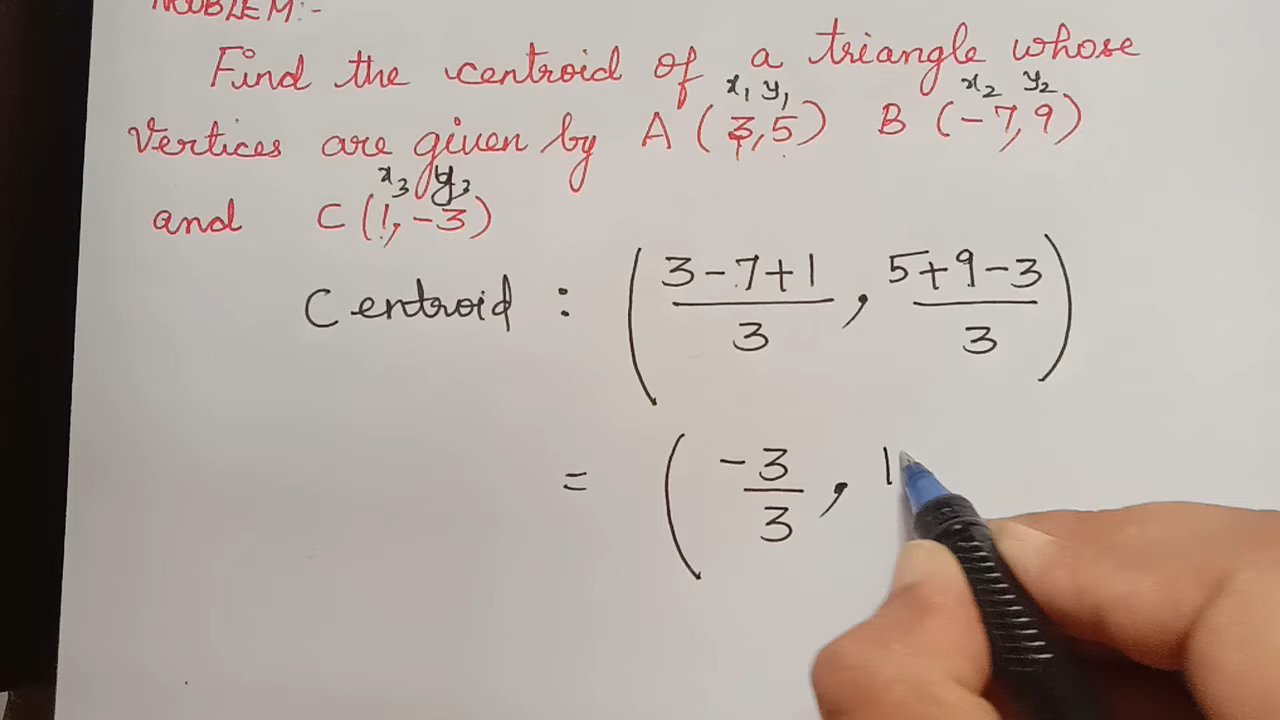 PROBLEM:-
Find the centroid of a triangle whose
x₁ y₁ x₂ y₂
vertices are given by A (3,5) B (-7,9)
x₃ y₃
and C (1,-3)
Centroid : ( 3-7+1 / 3 , 5+9-3 / 3 )
= ( -3 / 3 , 1